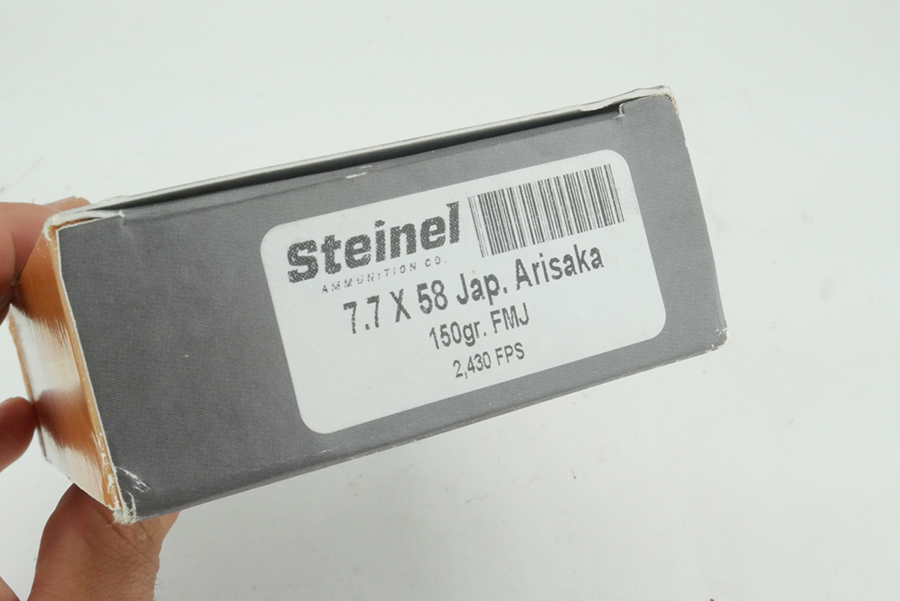 Steinel
AMMUNITION CO.
7.7 X 58 Jap. Arisaka
150gr. FMJ
2,430 FPS